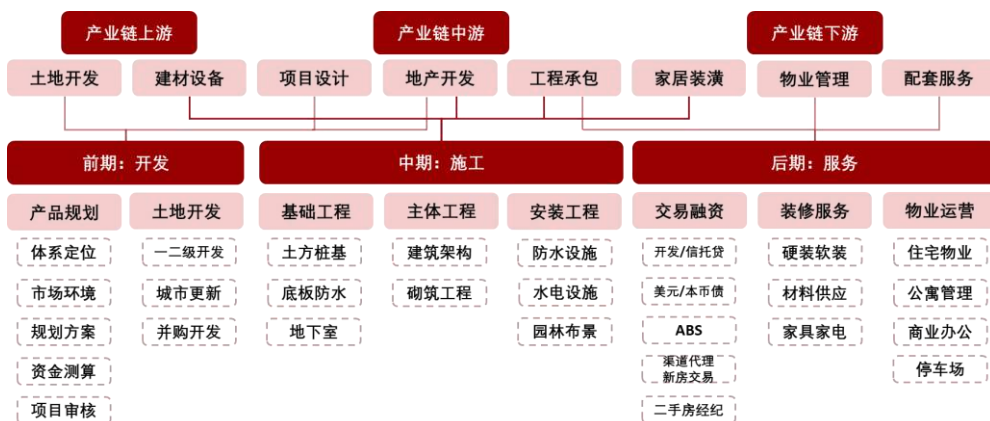 产业链上游
产业链中游
产业链下游
土地开发
建材设备
项目设计
地产开发
工程承包
家居装潢
物业管理
配套服务
前期：开发
中期：施工
后期：服务
产品规划
土地开发
基础工程
主体工程
安装工程
交易融资
装修服务
物业运营
体系定位
一二级开发
土方桩基
建筑架构
防水设施
开发/信托贷
硬装软装
住宅物业
市场环境
城市更新
底板防水
砌筑工程
水电设施
美元/本币债
材料供应
公寓管理
规划方案
并购开发
地下室
园林布景
ABS
家具家电
商业办公
资金测算
渠道代理
新房交易
停车场
项目审核
二手房经纪